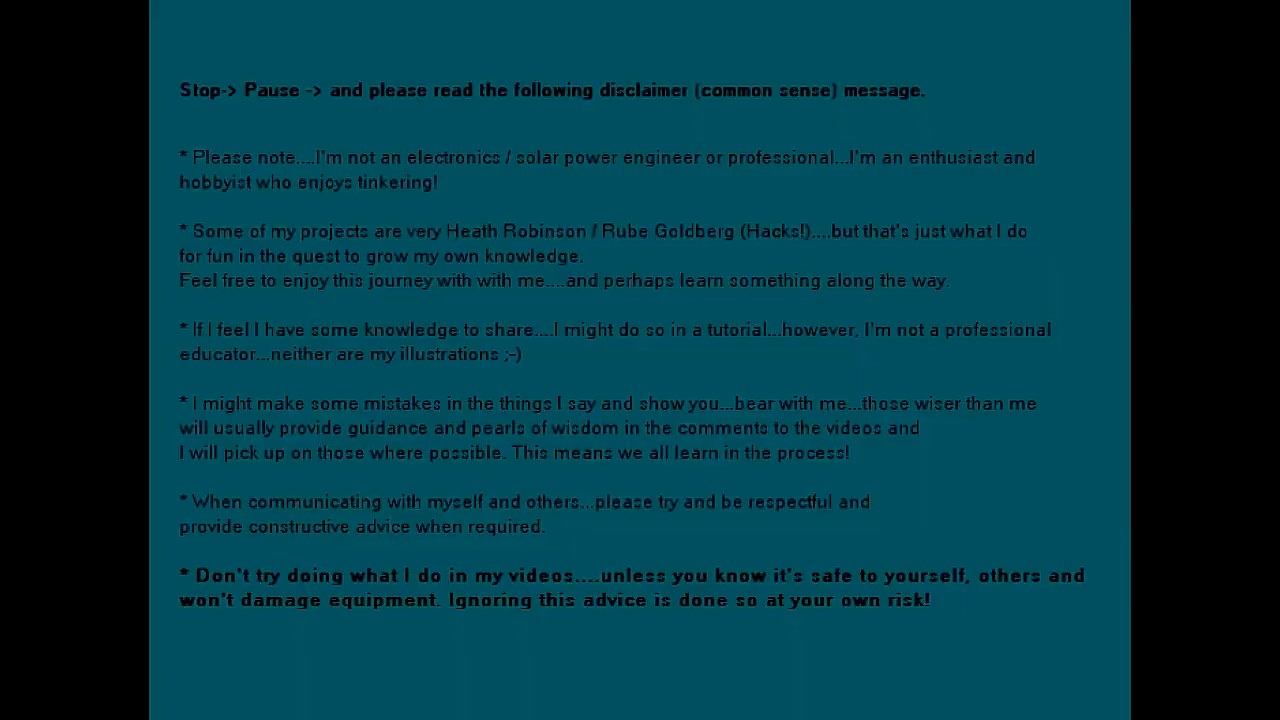 Stop-> Pause -> and please read the following disclaimer (common sense) message.
* Please note....I'm not an electronics / solar power engineer or professional...I'm an enthusiast and
hobbyist who enjoys tinkering!
* Some of my projects are very Heath Robinson / Rube Goldberg (Hacks!)....but that's just what I do
for fun in the quest to grow my own knowledge.
Feel free to enjoy this journey with with me....and perhaps learn something along the way.
* If I feel I have some knowledge to share....I might do so in a tutorial...however, I'm not a professional
educator...neither are my illustrations ;-)
* I might make some mistakes in the things I say and show you...bear with me...those wiser than me
will usually provide guidance and pearls of wisdom in the comments to the videos and
I will pick up on those where possible. This means we all learn in the process!
* When communicating with myself and others...please try and be respectful and
provide constructive advice when required.
* Don't try doing what I do in my videos....unless you know it's safe to yourself, others and
won't damage equipment. Ignoring this advice is done so at your own risk!